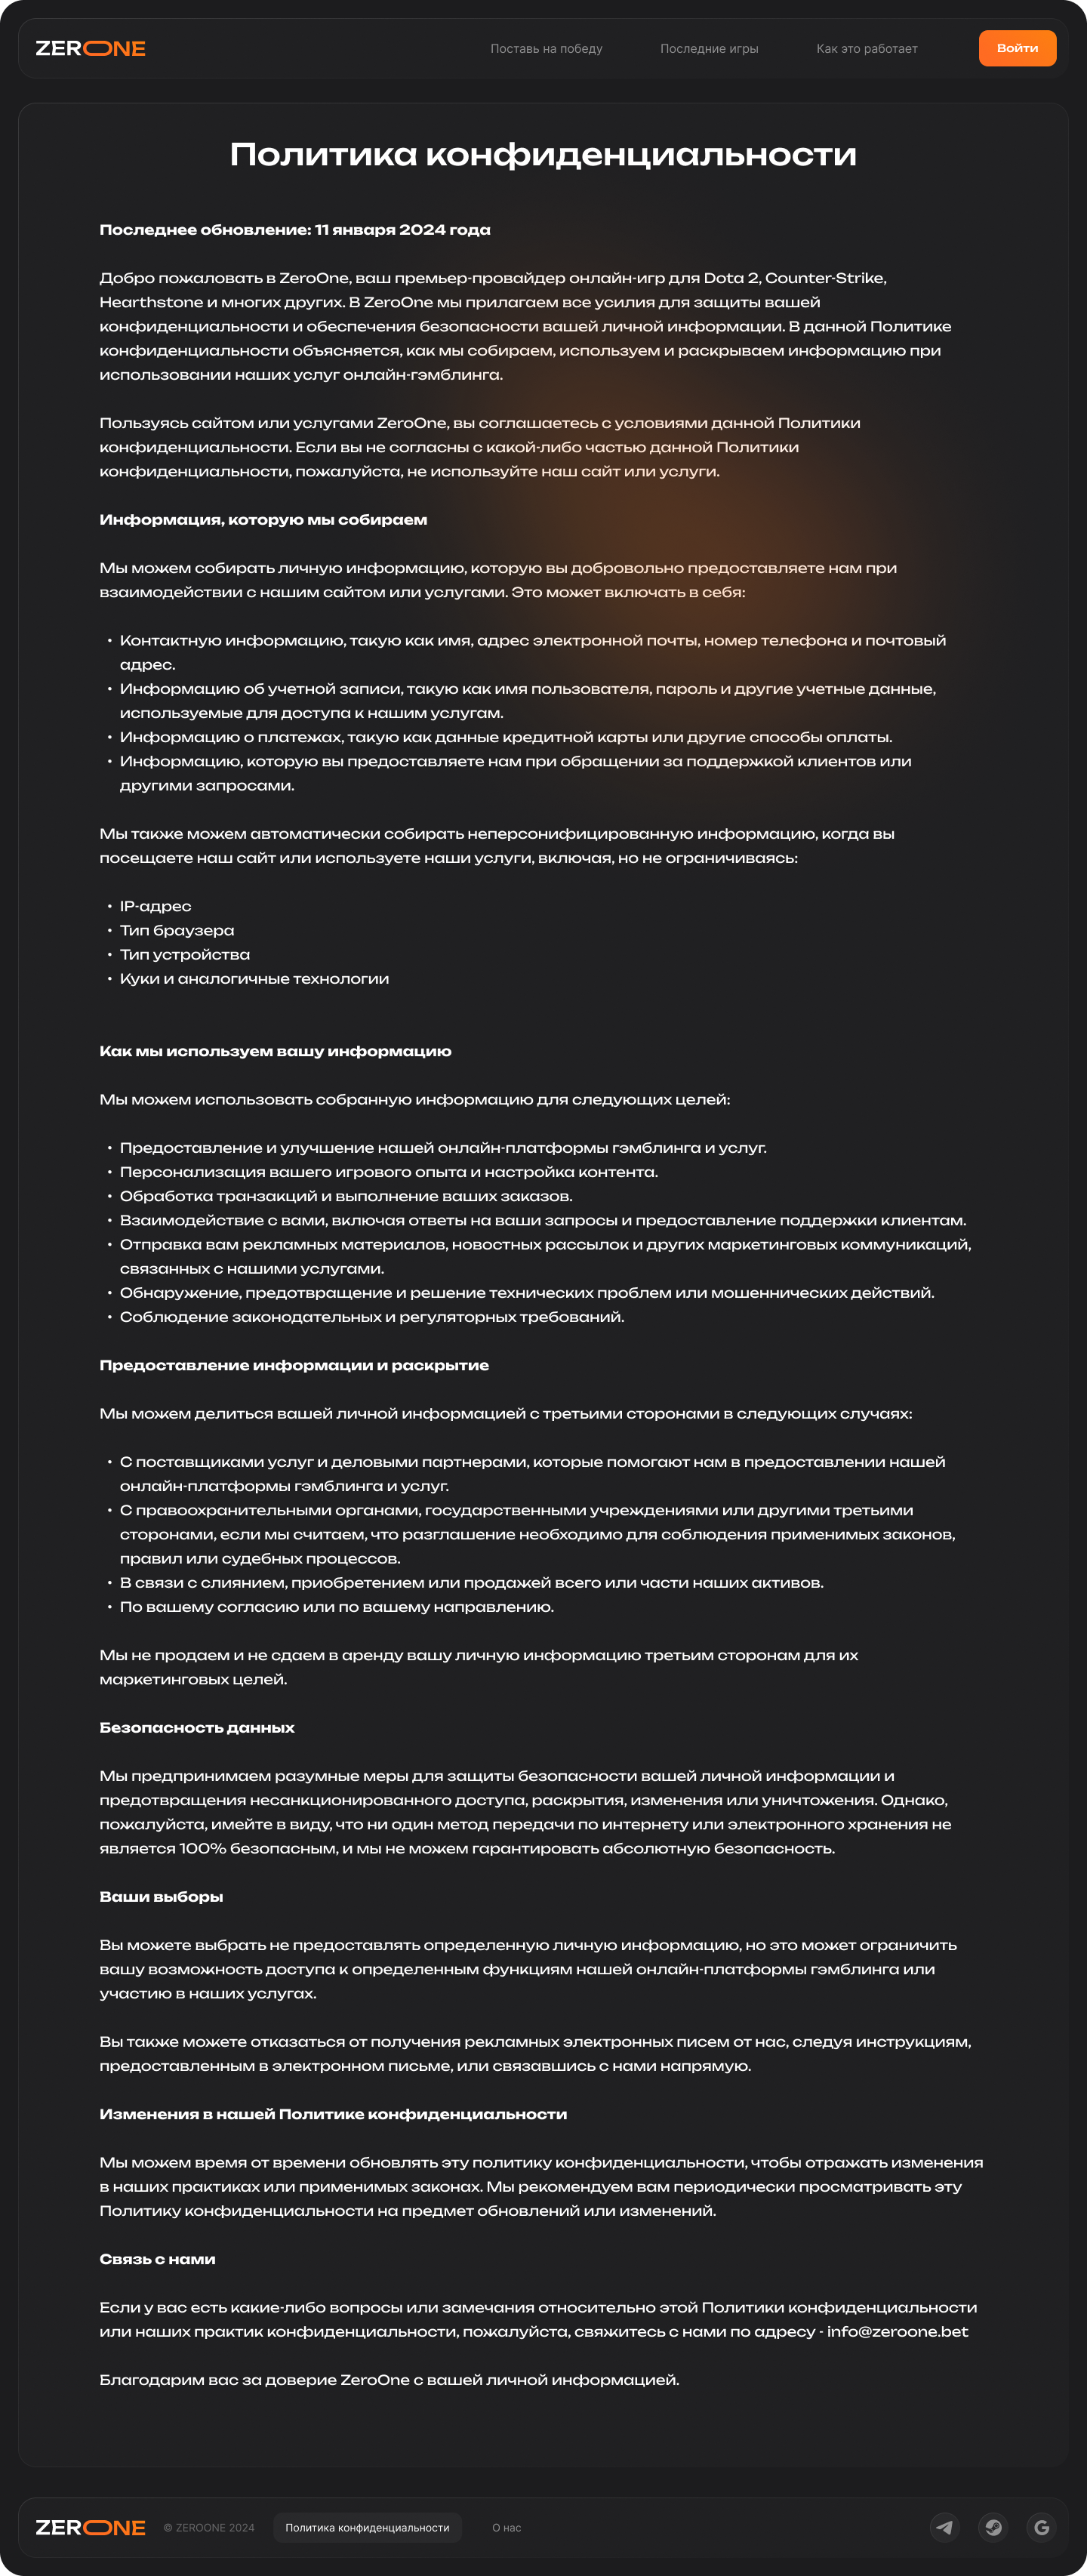 ZEROONE
Поставь на победу
Последние игры
Как это работает
Войти
Политика конфиденциальности
Последнее обновление: 11 января 2024 года
Добро пожаловать в ZeroOne, ваш премьер-провайдер онлайн-игр для Dota 2, Counter-Strike,
Hearthstone и многих других. В ZeroOne мы прилагаем все усилия для защиты вашей
конфиденциальности и обеспечения безопасности вашей личной информации. В данной Политике
конфиденциальности объясняется, как мы собираем, используем и раскрываем информацию при
использовании наших услуг онлайн-гэмблинга.
Пользуясь сайтом или услугами ZeroOne, вы соглашаетесь с условиями данной Политики
конфиденциальности. Если вы не согласны с какой-либо частью данной Политики
конфиденциальности, пожалуйста, не используйте наш сайт или услуги.
Информация, которую мы собираем
Мы можем собирать личную информацию, которую вы добровольно предоставляете нам при
взаимодействии с нашим сайтом или услугами. Это может включать в себя:
• Контактную информацию, такую как имя, адрес электронной почты, номер телефона и почтовый
адрес.
• Информацию об учетной записи, такую как имя пользователя, пароль и другие учетные данные,
используемые для доступа к нашим услугам.
• Информацию о платежах, такую как данные кредитной карты или другие способы оплаты.
• Информацию, которую вы предоставляете нам при обращении за поддержкой клиентов или
другими запросами.
Мы также можем автоматически собирать неперсонифицированную информацию, когда вы
посещаете наш сайт или используете наши услуги, включая, но не ограничиваясь:
• IP-адрес
• Тип браузера
• Тип устройства
• Куки и аналогичные технологии
Как мы используем вашу информацию
Мы можем использовать собранную информацию для следующих целей:
• Предоставление и улучшение нашей онлайн-платформы гэмблинга и услуг.
• Персонализация вашего игрового опыта и настройка контента.
• Обработка транзакций и выполнение ваших заказов.
• Взаимодействие с вами, включая ответы на ваши запросы и предоставление поддержки клиентам.
• Отправка вам рекламных материалов, новостных рассылок и других маркетинговых коммуникаций,
связанных с нашими услугами.
• Обнаружение, предотвращение и решение технических проблем или мошеннических действий.
• Соблюдение законодательных и регуляторных требований.
Предоставление информации и раскрытие
Мы можем делиться вашей личной информацией с третьими сторонами в следующих случаях:
• С поставщиками услуг и деловыми партнерами, которые помогают нам в предоставлении нашей
онлайн-платформы гэмблинга и услуг.
• С правоохранительными органами, государственными учреждениями или другими третьими
сторонами, если мы считаем, что разглашение необходимо для соблюдения применимых законов,
правил или судебных процессов.
• В связи с слиянием, приобретением или продажей всего или части наших активов.
• По вашему согласию или по вашему направлению.
Мы не продаем и не сдаем в аренду вашу личную информацию третьим сторонам для их
маркетинговых целей.
Безопасность данных
Мы предпринимаем разумные меры для защиты безопасности вашей личной информации и
предотвращения несанкционированного доступа, раскрытия, изменения или уничтожения. Однако,
пожалуйста, имейте в виду, что ни один метод передачи по интернету или электронного хранения не
является 100% безопасным, и мы не можем гарантировать абсолютную безопасность.
Ваши выборы
Вы можете выбрать не предоставлять определенную личную информацию, но это может ограничить
вашу возможность доступа к определенным функциям нашей онлайн-платформы гэмблинга или
участию в наших услугах.
Вы также можете отказаться от получения рекламных электронных писем от нас, следуя инструкциям,
предоставленным в электронном письме, или связавшись с нами напрямую.
Изменения в нашей Политике конфиденциальности
Мы можем время от времени обновлять эту политику конфиденциальности, чтобы отражать изменения
в наших практиках или применимых законах. Мы рекомендуем вам периодически просматривать эту
Политику конфиденциальности на предмет обновлений или изменений.
Связь с нами
Если у вас есть какие-либо вопросы или замечания относительно этой Политики конфиденциальности
или наших практик конфиденциальности, пожалуйста, свяжитесь с нами по адресу - info@zeroone.bet
Благодарим вас за доверие ZeroOne с вашей личной информацией.
ZEROONE
© ZEROONE 2024
Политика конфиденциальности
О нас